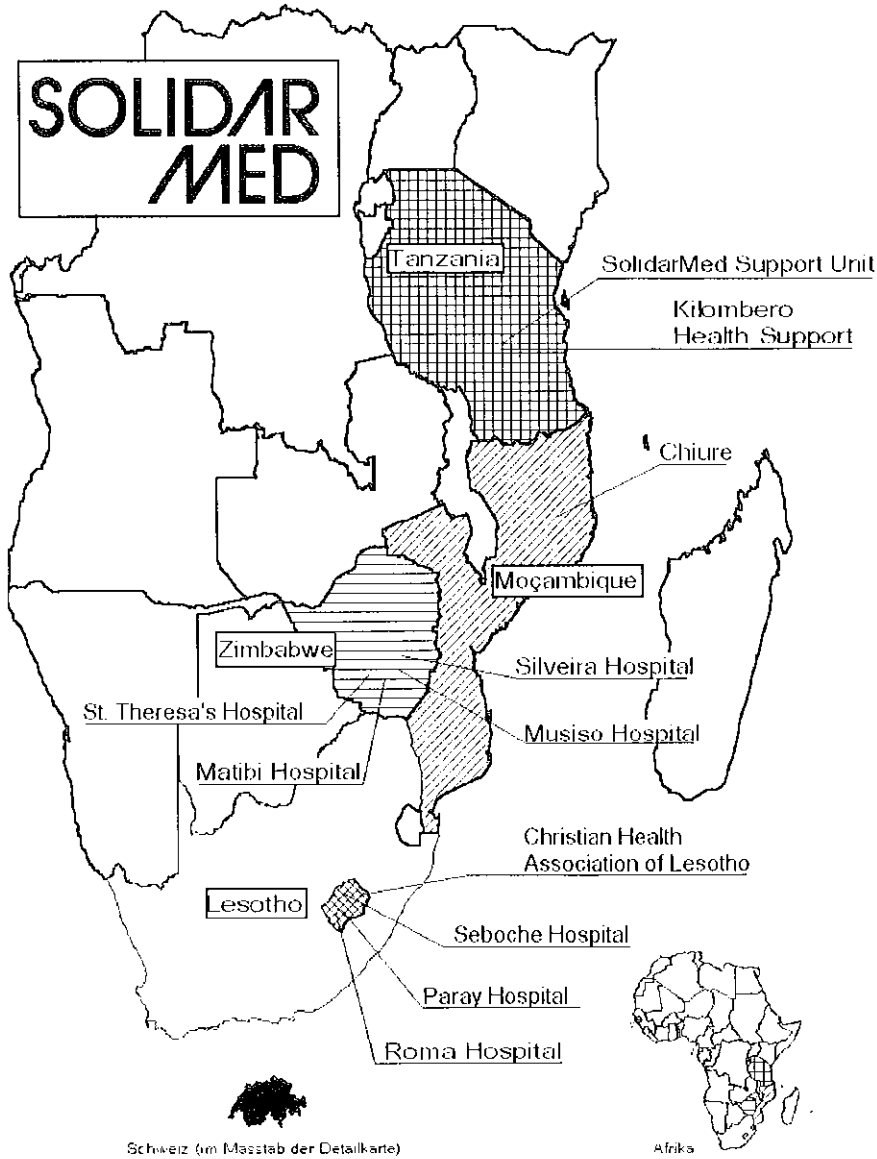 SOLIDAR
MED
Tanzania
SolidarMed Support Unit
Kilombero
Health Support
Chiure
Moçambique
Zimbabwe
Silveira Hospital
St. Theresa's Hospital
Musiso Hospital
Matibi Hospital
Christian Health
Association of Lesotho
Lesotho
Seboche Hospital
Paray Hospital
Roma Hospital
Schweiz (im Masstab der Detailkarte)
Afrika